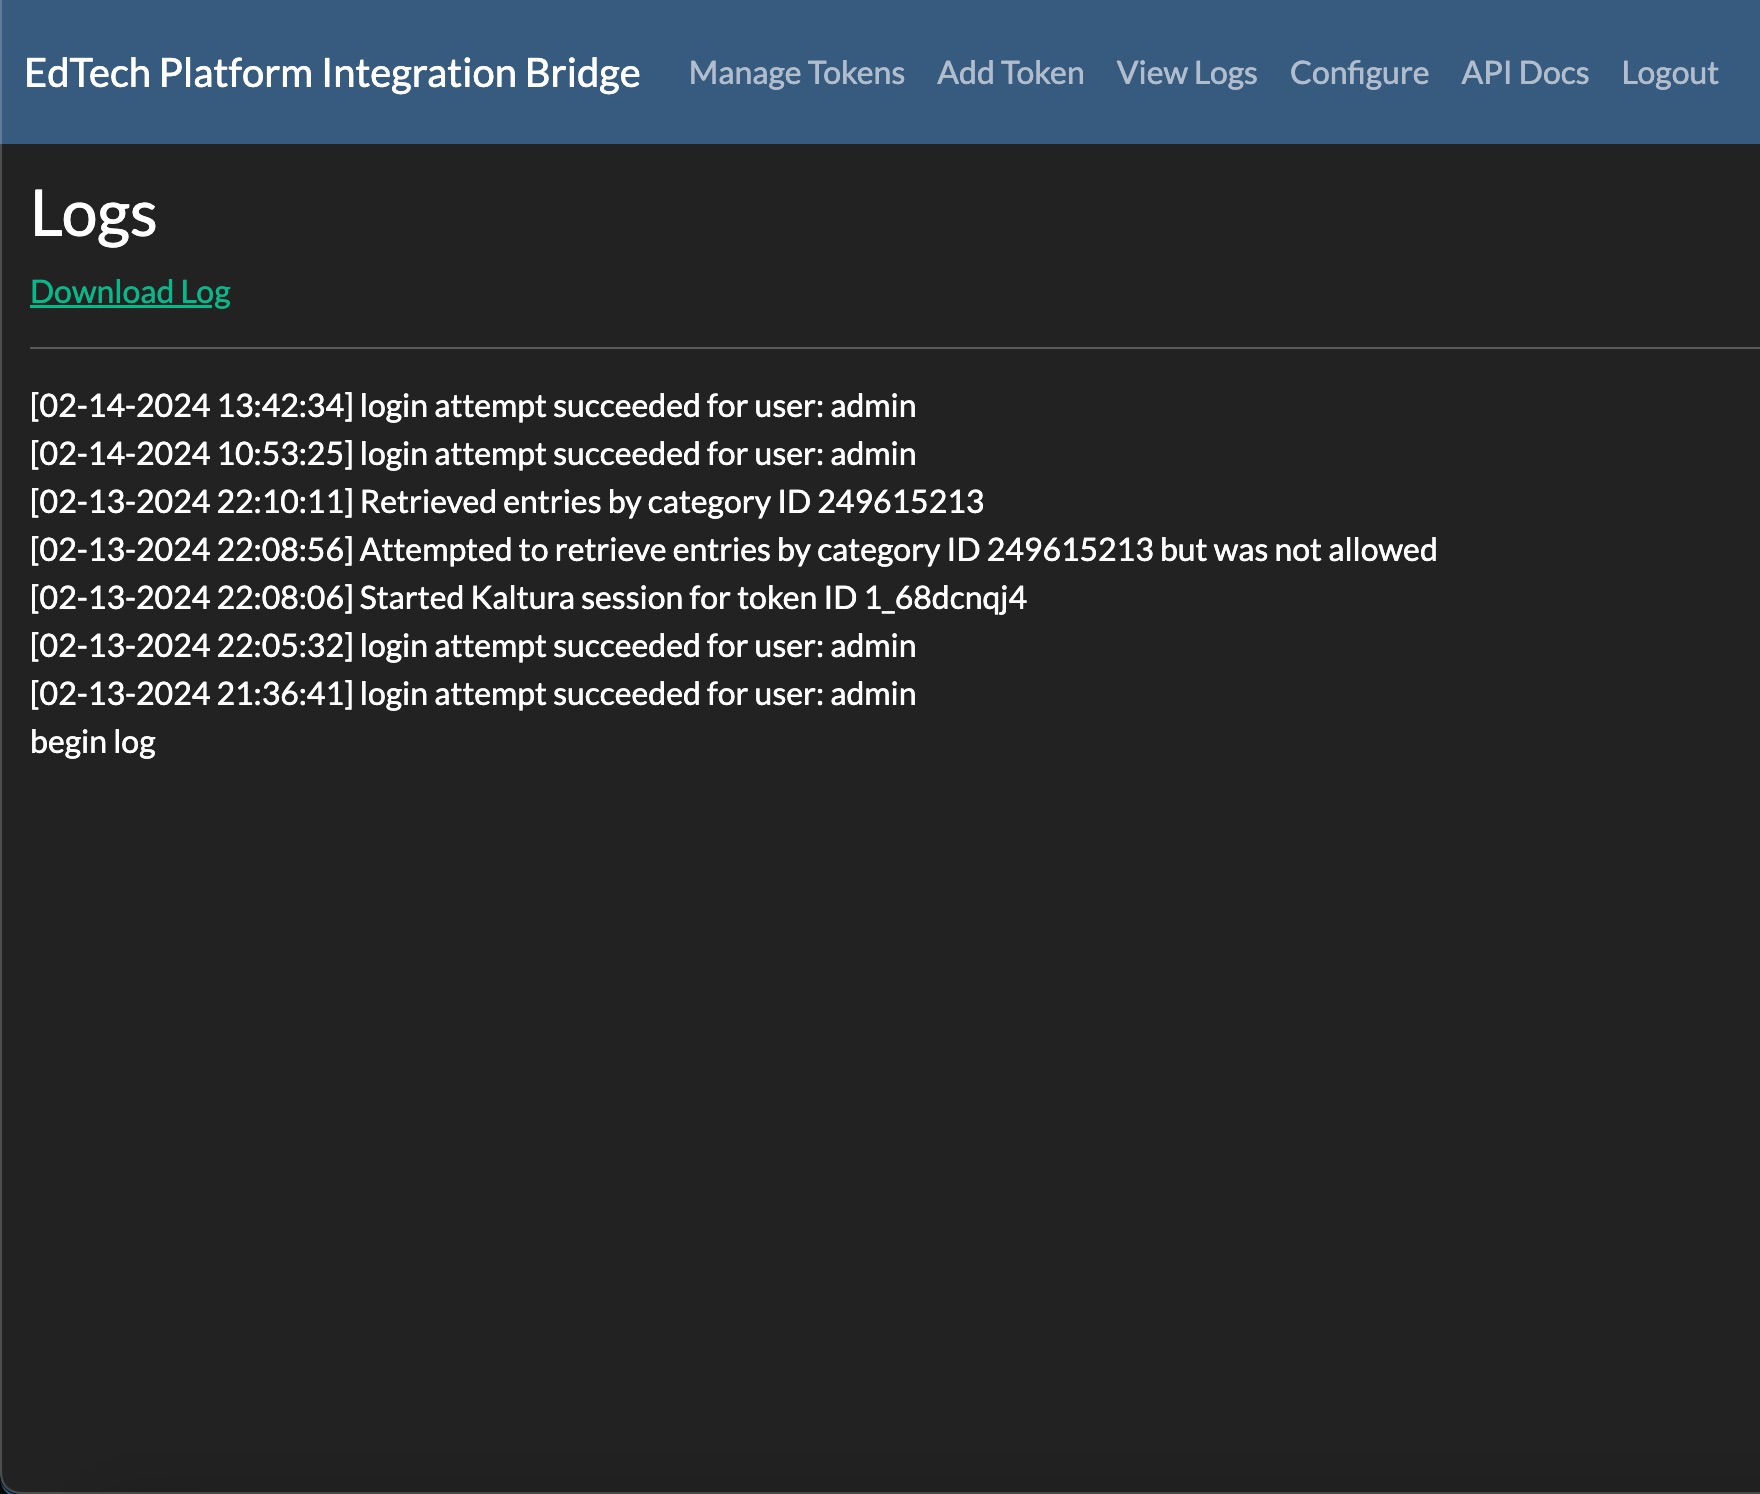 EdTech Platform Integration Bridge Manage Tokens Add Token View Logs Configure API Docs Logout
Logs
Download Log
[02-14-2024 13:42:34] login attempt succeeded for user: admin
[02-14-2024 10:53:25] login attempt succeeded for user: admin
[02-13-2024 22:10:11] Retrieved entries by category ID 249615213
[02-13-2024 22:08:56] Attempted to retrieve entries by category ID 249615213 but was not allowed
[02-13-2024 22:08:06] Started Kaltura session for token ID 1_68dcnqj4
[02-13-2024 22:05:32] login attempt succeeded for user: admin
[02-13-2024 21:36:41] login attempt succeeded for user: admin
begin log